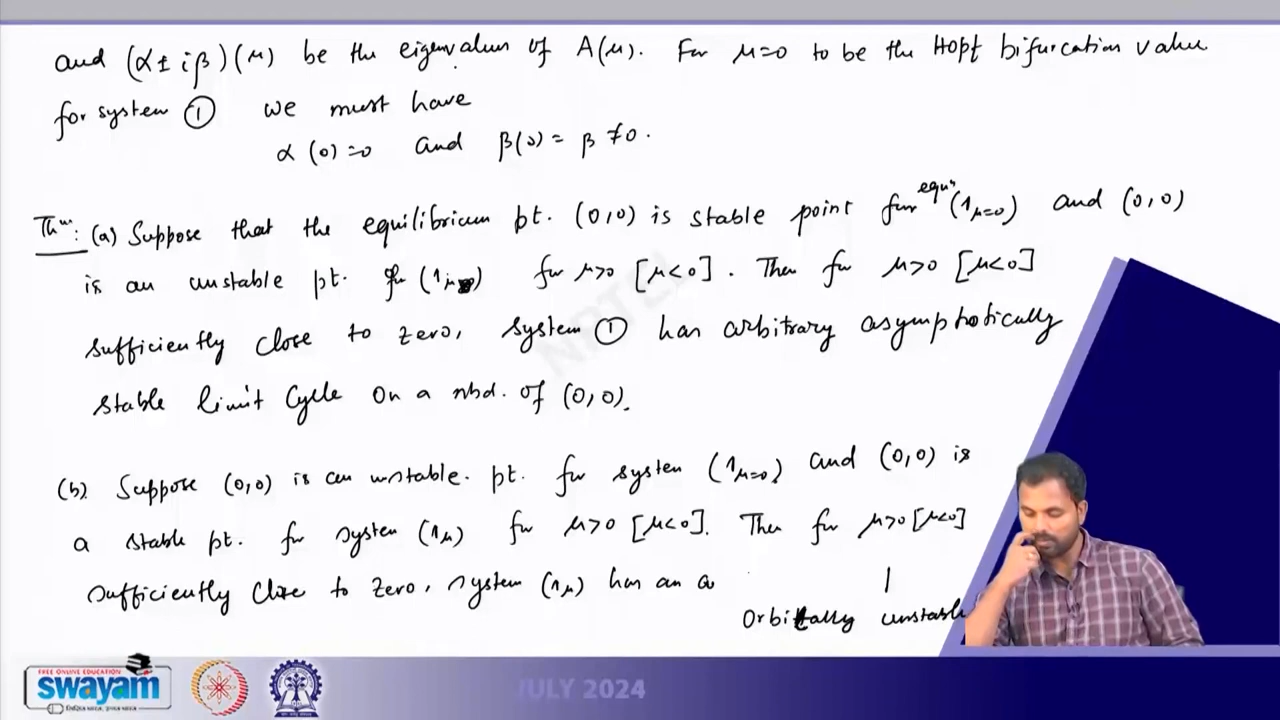 and (α ± iβ)(μ) be the eigenvalues of A(μ). For μ=0 to be the Hopf bifurcation value
for system ① we must have
α(0)=0 and β(0) = β ≠ 0.
Thm: (a) Suppose that the equilibrium pt. (0,0) is stable point for eqns (1μ=0) and (0,0)
is an unstable pt. for (1μ) for μ>0 [μ<0]. Then for μ>0 [μ<0]
sufficiently close to zero, system ① has arbitrary asymptotically
stable limit cycle on a nbd. of (0,0).
(b). Suppose (0,0) is an unstable. pt. for system (1μ=0) and (0,0) is
a stable pt. for system (1μ) for μ>0 [μ<0]. Then for μ>0 [μ<0]
sufficiently close to zero, system (1μ) has an a
Orbitally unstable
NPTEL
FREE ONLINE EDUCATION
swayam
JULY 2024